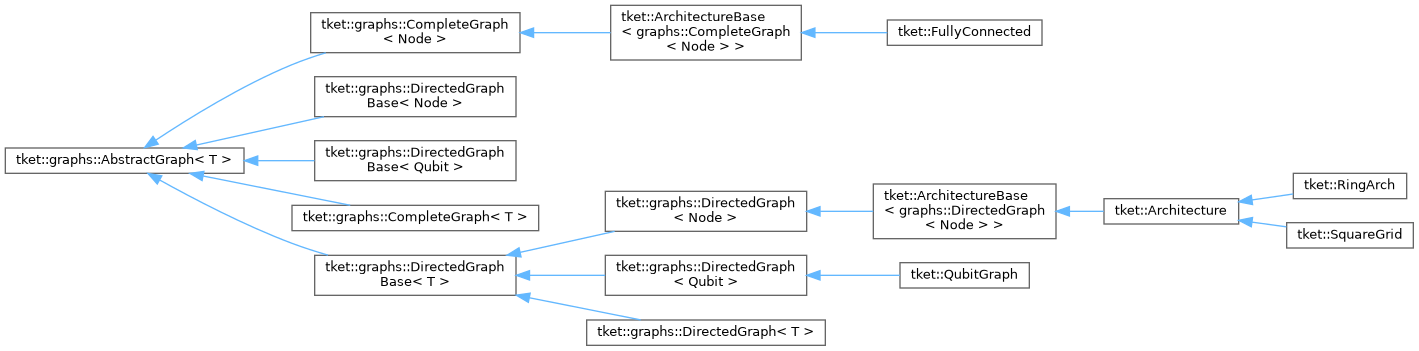 tket::graphs::CompleteGraph
< Node >
tket::ArchitectureBase
< graphs::CompleteGraph
< Node > >
tket::FullyConnected
tket::graphs::DirectedGraph
Base< Node >
tket::graphs::AbstractGraph< T >
tket::graphs::DirectedGraph
Base< Qubit >
tket::graphs::CompleteGraph< T >
tket::graphs::DirectedGraph
Base< T >
tket::graphs::DirectedGraph
< Node >
tket::ArchitectureBase
< graphs::DirectedGraph
< Node > >
tket::Architecture
tket::RingArch
tket::SquareGrid
tket::graphs::DirectedGraph
< Qubit >
tket::QubitGraph
tket::graphs::DirectedGraph< T >